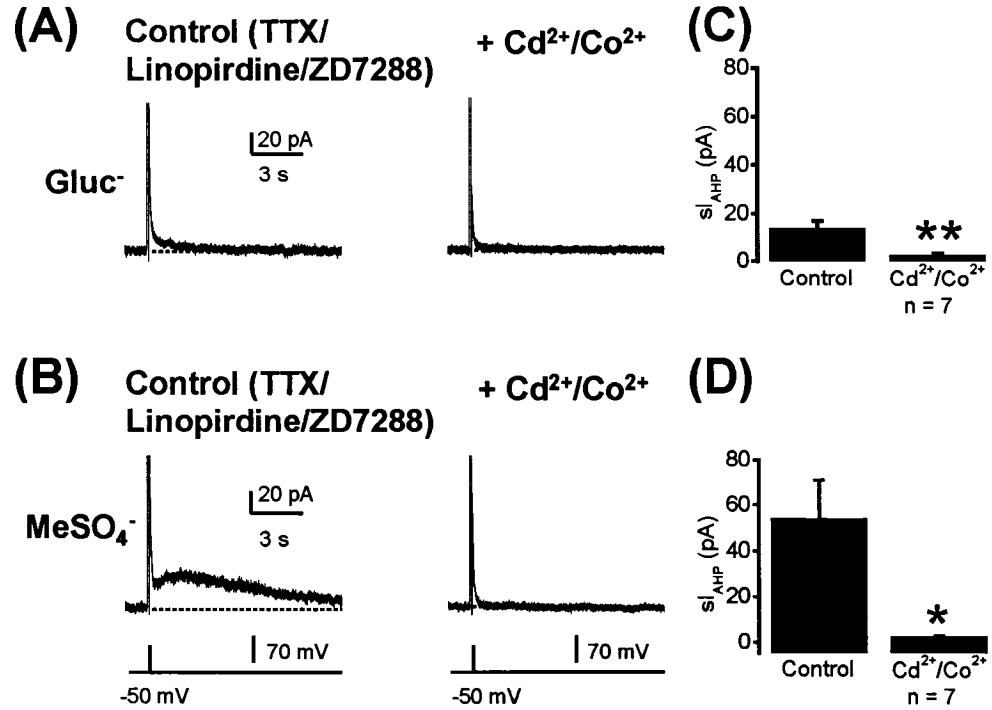 (A)
Control (TTX/
Linopirdine/ZD7288)
+ Cd²⁺/Co²⁺
20 pA
3 s
Gluc⁻
(C)
sI_AHP (pA)
80
60
40
20
0
**
Control
Cd²⁺/Co²⁺
n = 7
(B)
Control (TTX/
Linopirdine/ZD7288)
+ Cd²⁺/Co²⁺
20 pA
3 s
MeSO₄⁻
70 mV
-50 mV
70 mV
-50 mV
(D)
sI_AHP (pA)
80
60
40
20
0
*
Control
Cd²⁺/Co²⁺
n = 7